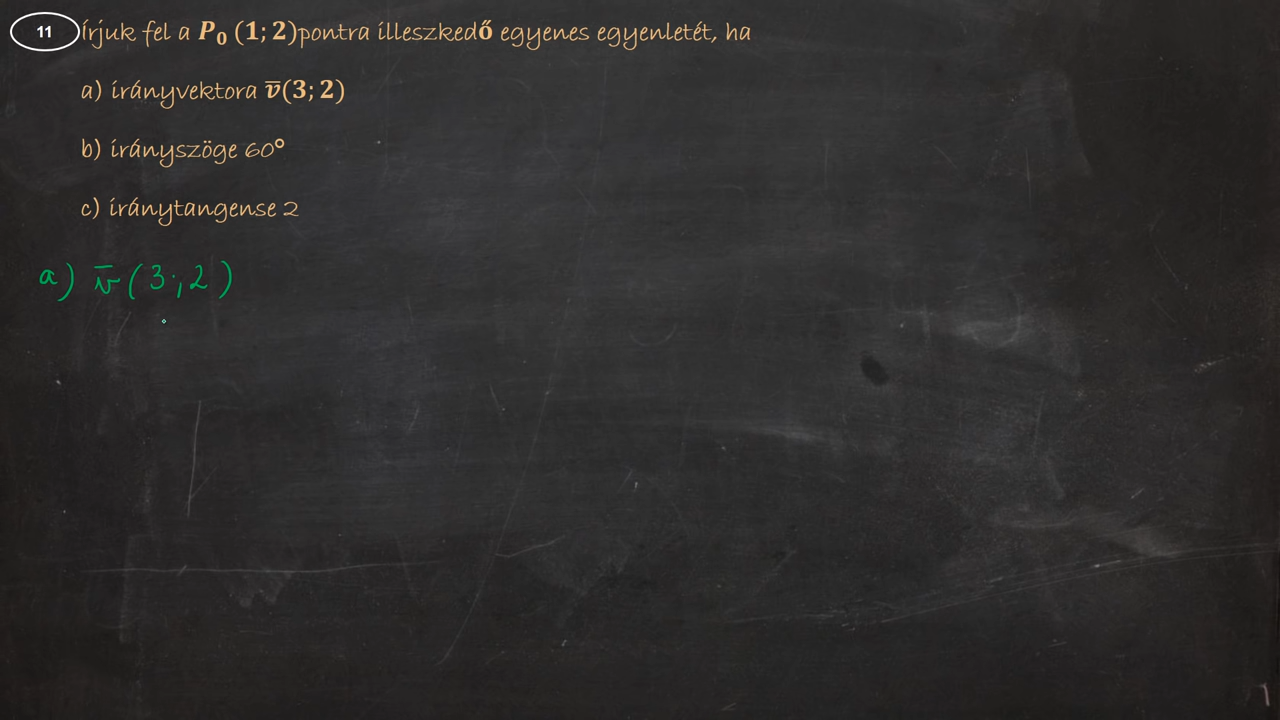 11 Írjuk fel a P₀ (1; 2)pontra illeszkedő egyenes egyenletét, ha
a) irányvektora v̅(3; 2)
b) irányszöge 60°
c) iránytangense 2
a) v̅ (3 ; 2 )